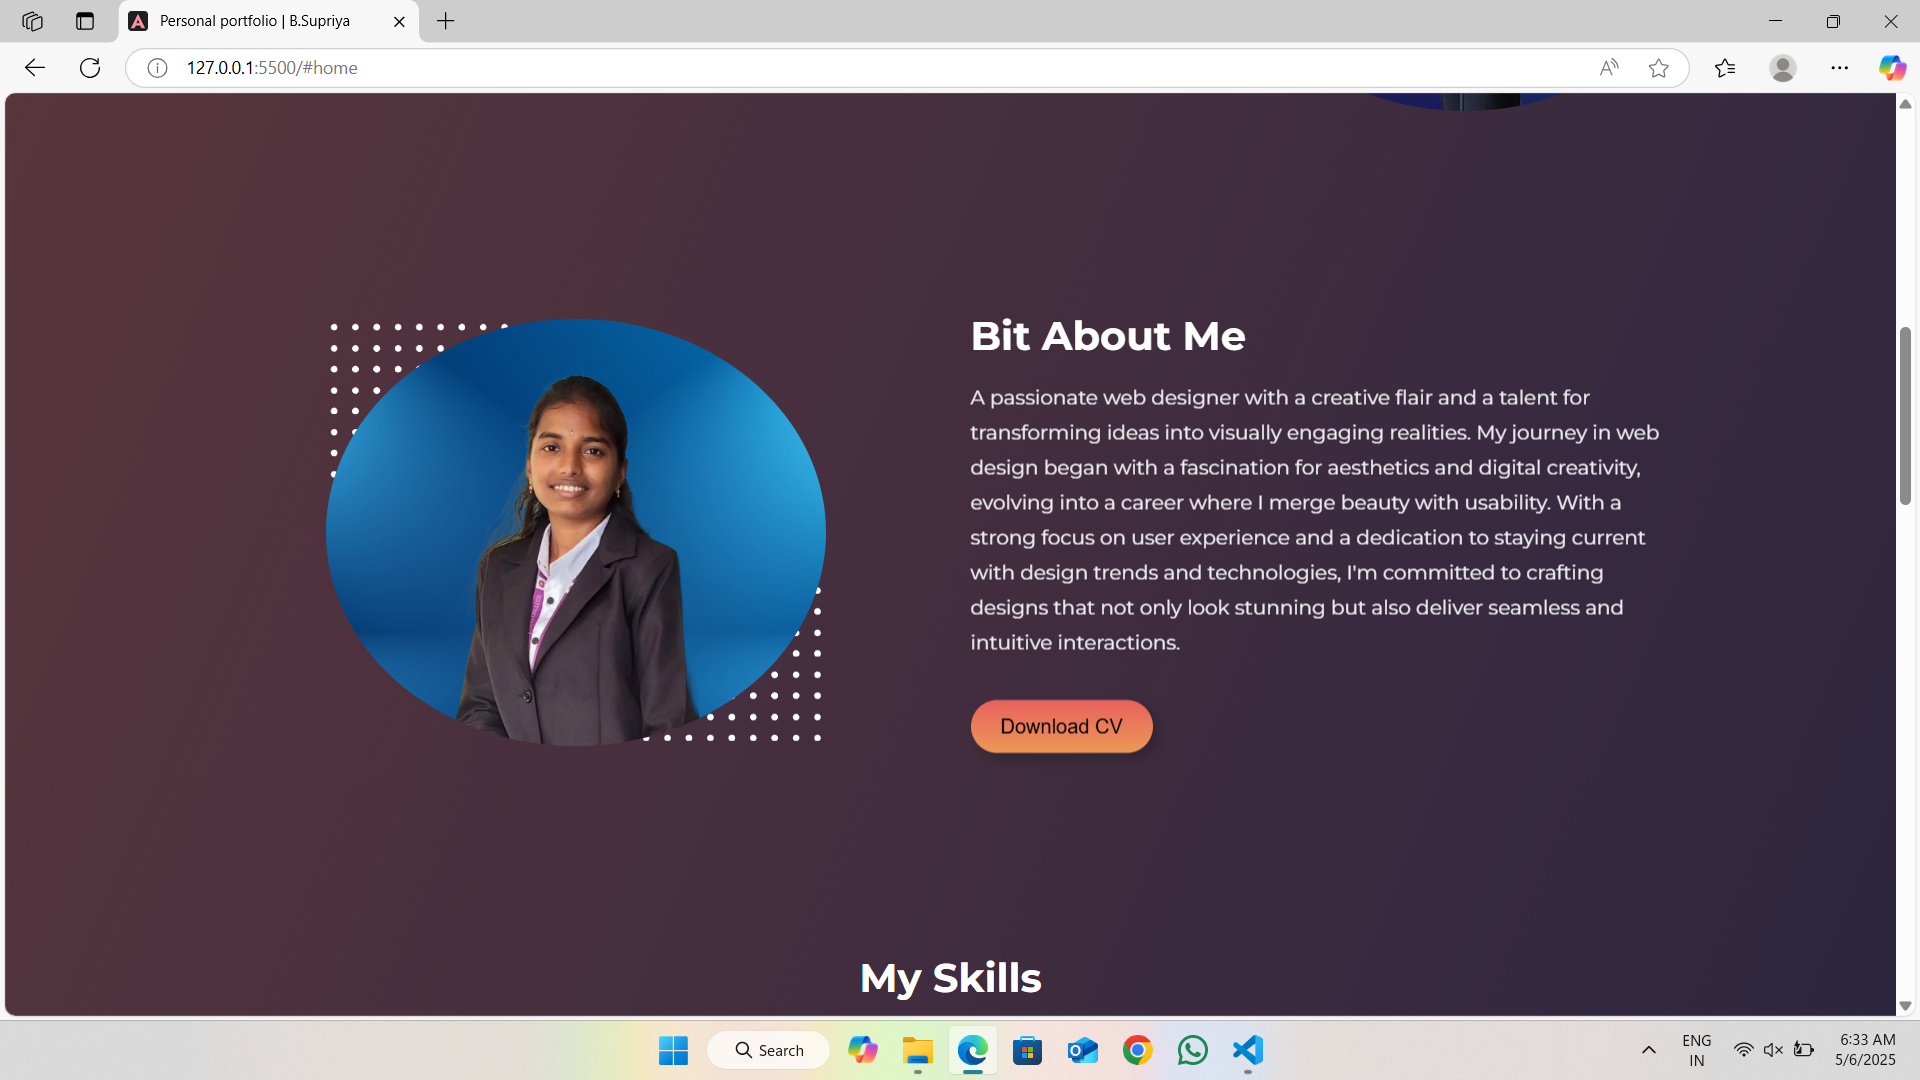 Personal portfolio | B.Supriya
127.0.0.1:5500/#home
Bit About Me
A passionate web designer with a creative flair and a talent for
transforming ideas into visually engaging realities. My journey in web
design began with a fascination for aesthetics and digital creativity,
evolving into a career where I merge beauty with usability. With a
strong focus on user experience and a dedication to staying current
with design trends and technologies, I'm committed to crafting
designs that not only look stunning but also deliver seamless and
intuitive interactions.
Download CV
My Skills
Search
ENG
IN
6:33 AM
5/6/2025